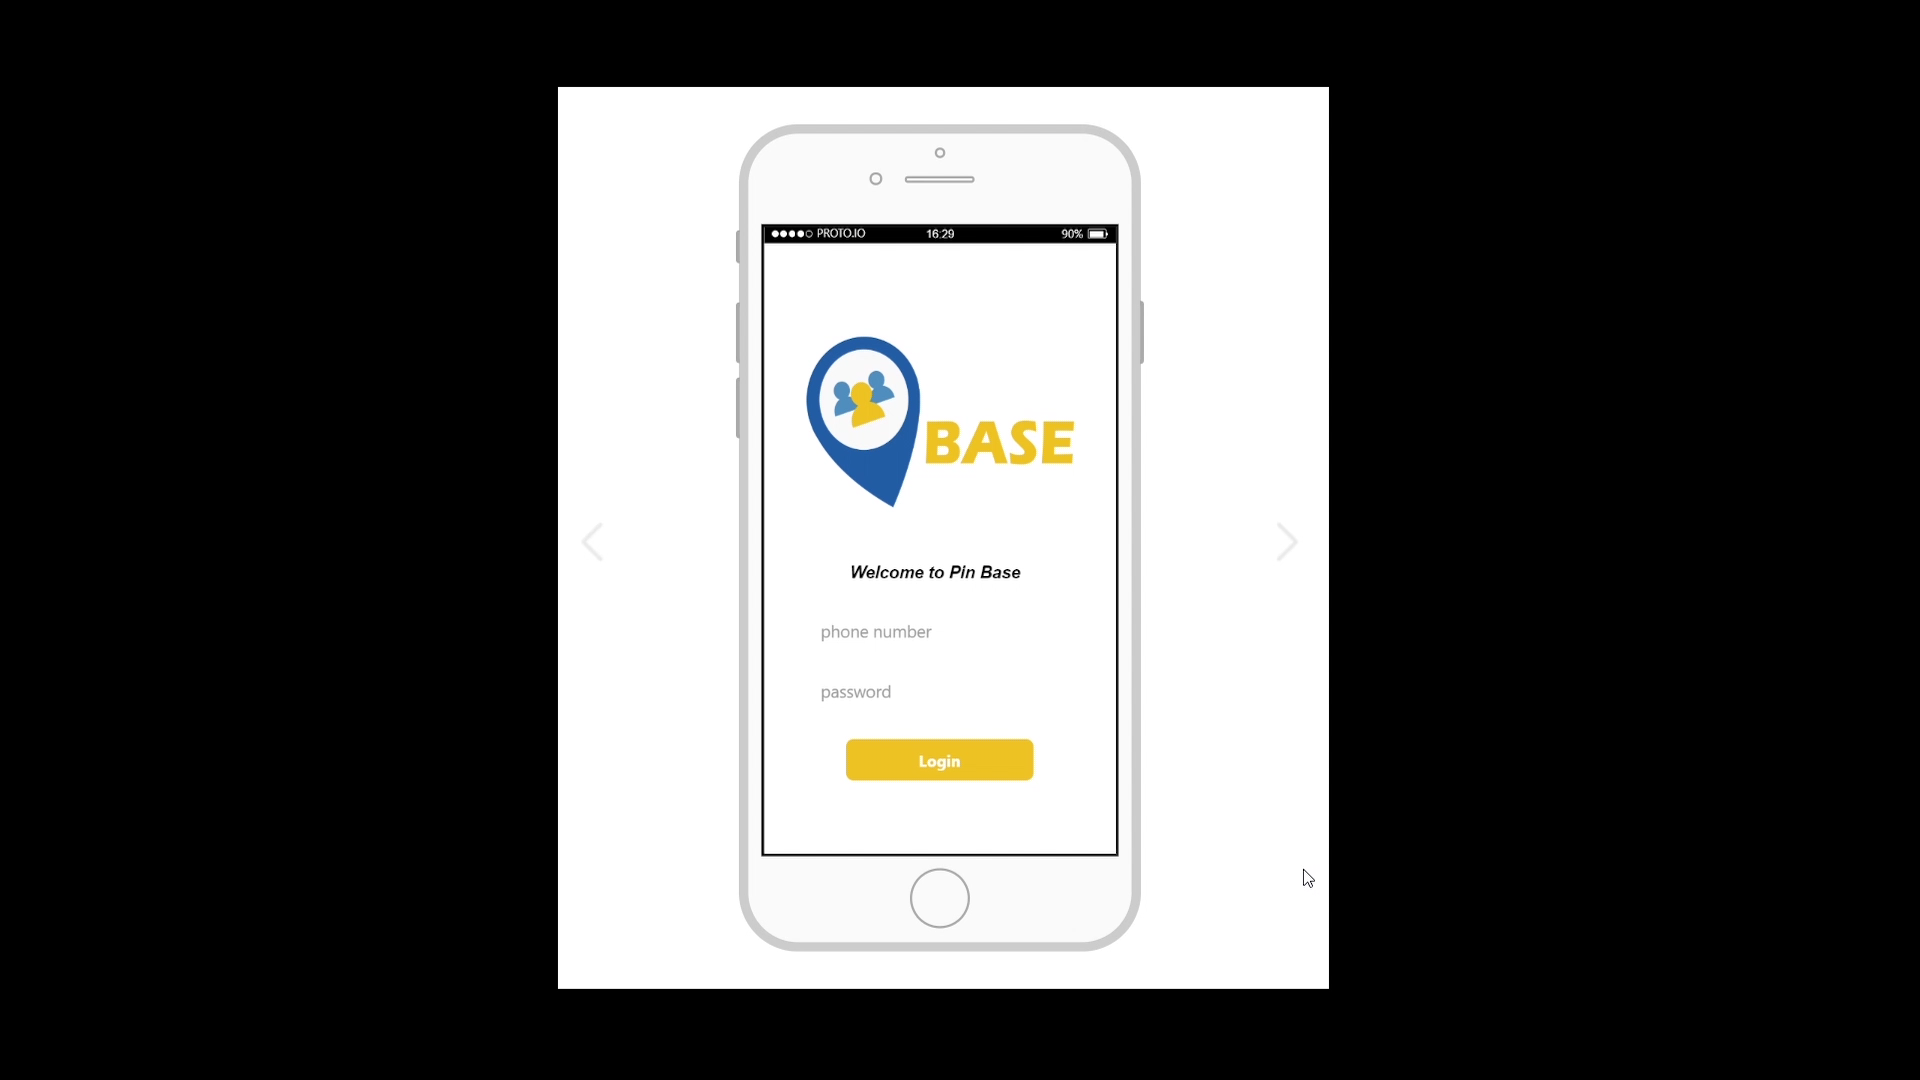 PROTO.IO 16:29 90%
BASE
Welcome to Pin Base
phone number
password
Login